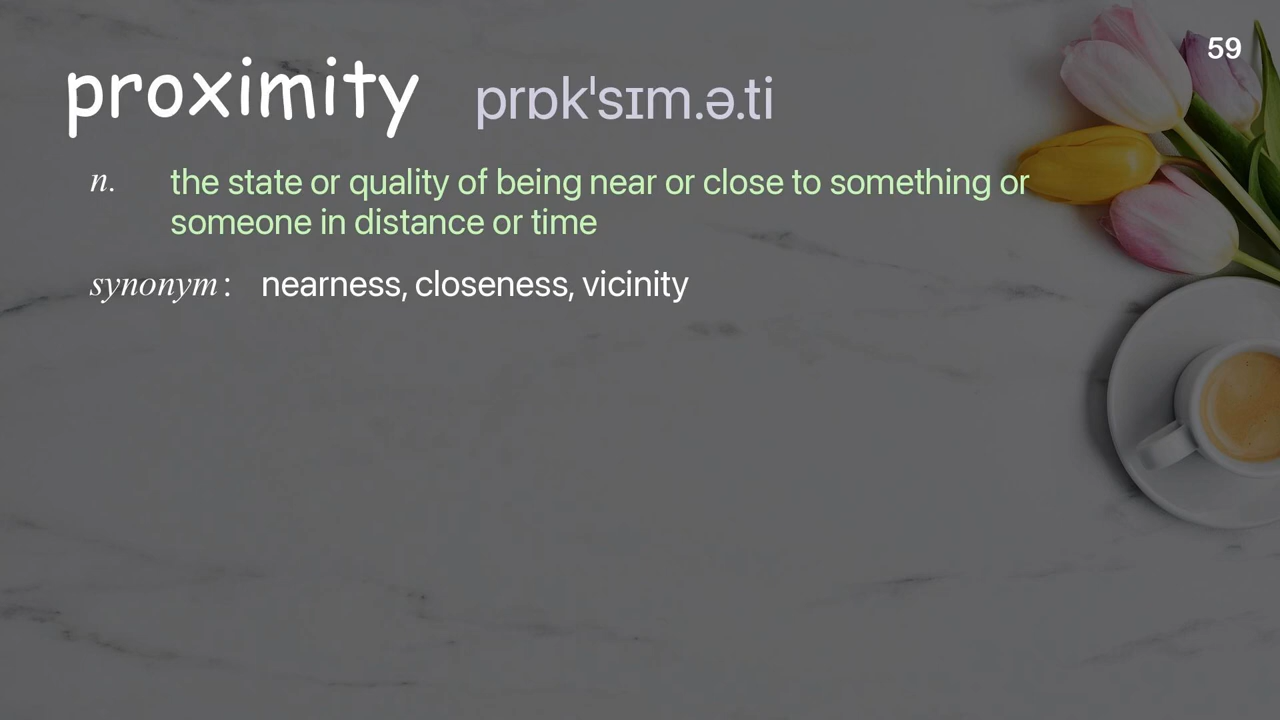 59
proximity prɒkˈsɪm.ə.ti
n. the state or quality of being near or close to something or
someone in distance or time
synonym : nearness, closeness, vicinity